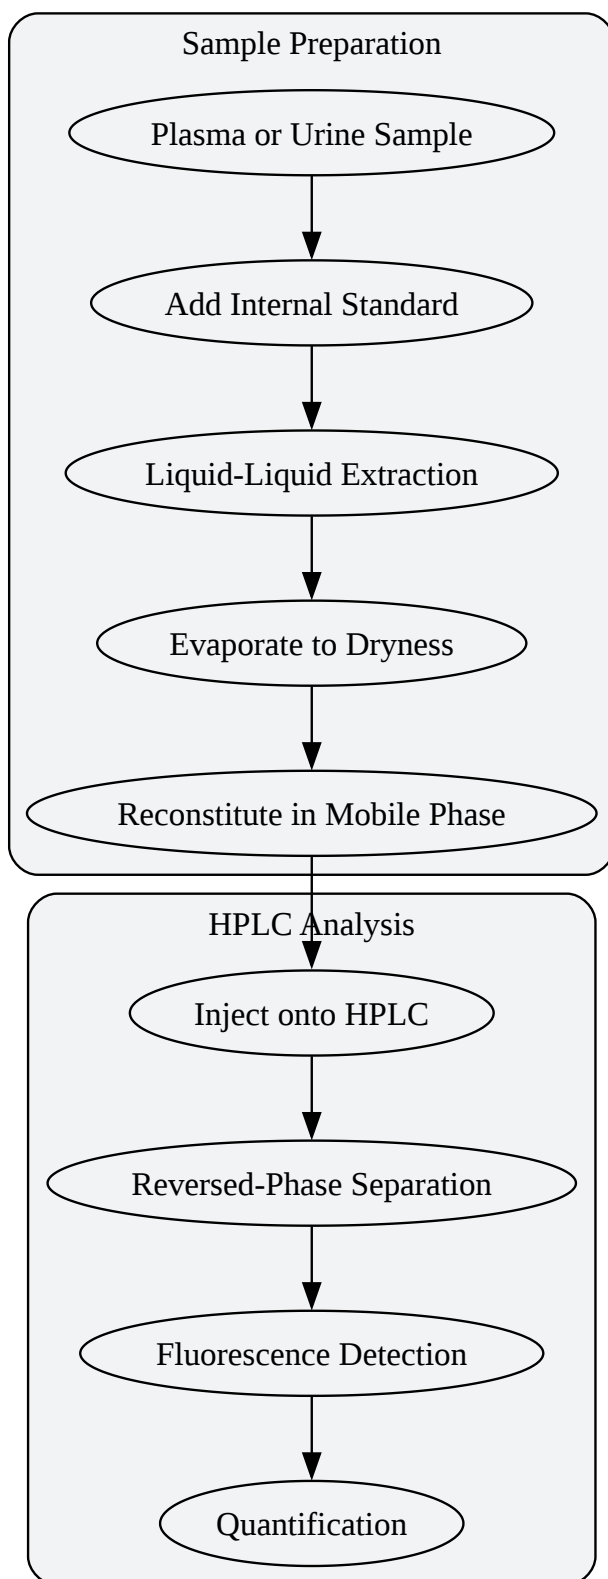 Sample Preparation
Plasma or Urine Sample
Add Internal Standard
Liquid-Liquid Extraction
Evaporate to Dryness
Reconstitute in Mobile Phase
HPLC Analysis
Inject onto HPLC
Reversed-Phase Separation
Fluorescence Detection
Quantification